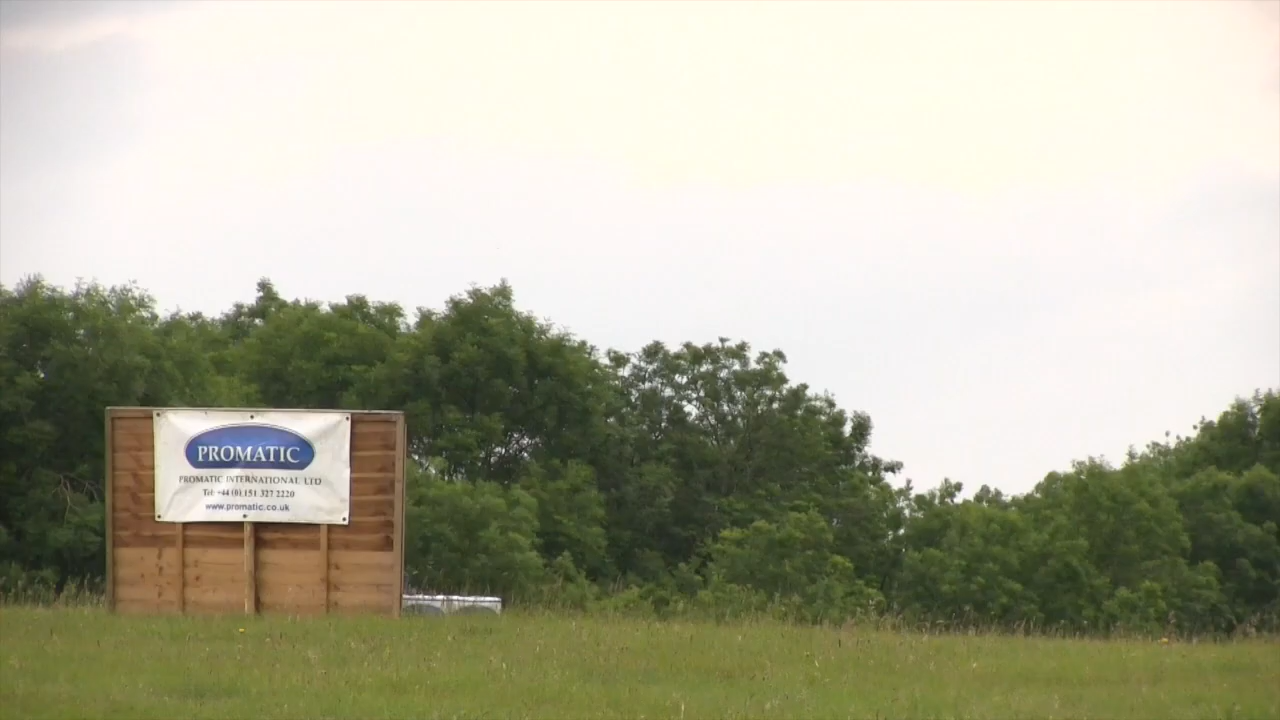 PROMATIC
PROMATIC INTERNATIONAL LTD
Tel: +44 (0) 151 327 2220
www.promatic.co.uk